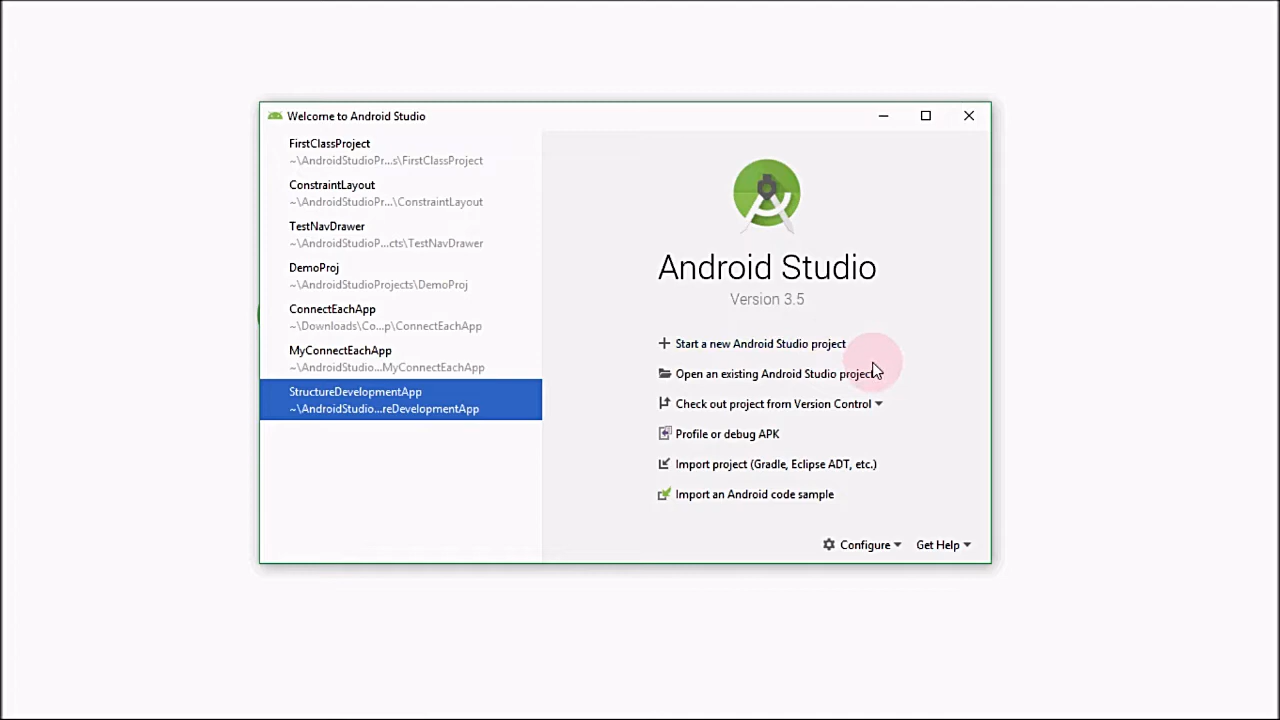 Welcome to Android Studio
FirstClassProject
~\AndroidStudioPr...s\FirstClassProject
ConstraintLayout
~\AndroidStudioPr...\ConstraintLayout
TestNavDrawer
~\AndroidStudioP...cts\TestNavDrawer
DemoProj
~\AndroidStudioProjects\DemoProj
ConnectEachApp
~\Downloads\Co...p\ConnectEachApp
MyConnectEachApp
~\AndroidStudio...MyConnectEachApp
StructureDevelopmentApp
~\AndroidStudio...reDevelopmentApp
Android Studio
Version 3.5
Start a new Android Studio project
Open an existing Android Studio project
Check out project from Version Control
Profile or debug APK
Import project (Gradle, Eclipse ADT, etc.)
Import an Android code sample
Configure
Get Help